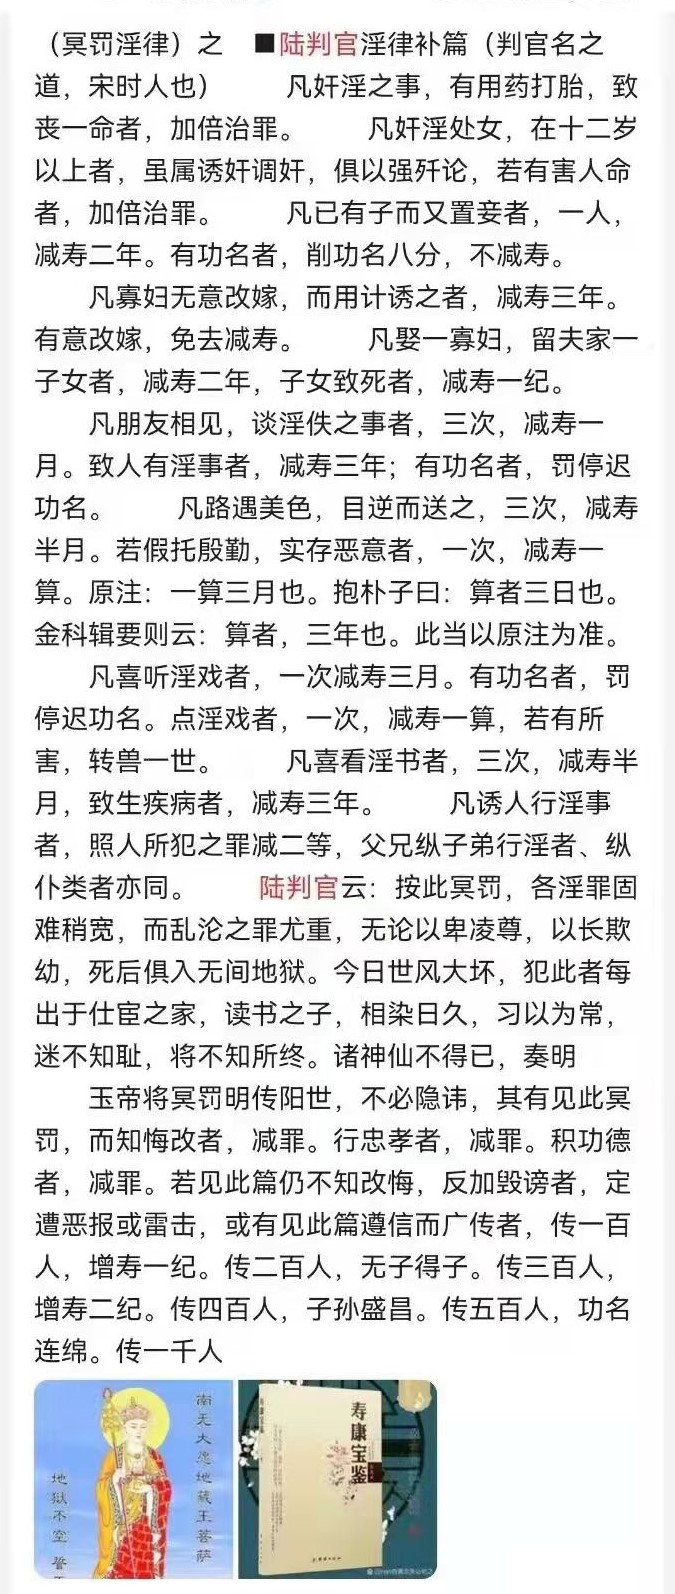 （冥罚淫律）之　■陆判官淫律补篇（判官名之
道，宋时人也）　　凡奸淫之事，有用药打胎，致
丧一命者，加倍治罪。　　凡奸淫处女，在十二岁
以上者，虽属诱奸调奸，俱以强歼论，若有害人命
者，加倍治罪。　　凡已有子而又置妾者，一人，
减寿二年。有功名者，削功名八分，不减寿。
凡寡妇无意改嫁，而用计诱之者，减寿三年。
有意改嫁，免去减寿。　　凡娶一寡妇，留夫家一
子女者，减寿二年，子女致死者，减寿一纪。
凡朋友相见，谈淫佚之事者，三次，减寿一
月。致人有淫事者，减寿三年；有功名者，罚停迟
功名。　　凡路遇美色，目逆而送之，三次，减寿
半月。若假托殷勤，实存恶意者，一次，减寿一
算。原注：一算三月也。抱朴子曰：算者三日也。
金科辑要则云：算者，三年也。此当以原注为准。
凡喜听淫戏者，一次减寿三月。有功名者，罚
停迟功名。点淫戏者，一次，减寿一算，若有所
害，转兽一世。　　凡喜看淫书者，三次，减寿半
月，致生疾病者，减寿三年。　　凡诱人行淫事
者，照人所犯之罪减二等，父兄纵子弟行淫者、纵
仆类者亦同。　　陆判官云：按此冥罚，各淫罪固
难稍宽，而乱沦之罪尤重，无论以卑凌尊，以长欺
幼，死后俱入无间地狱。今日世风大坏，犯此者每
出于仕宦之家，读书之子，相染日久，习以为常，
迷不知耻，将不知所终。诸神仙不得已，奏明
玉帝将冥罚明传阳世，不必隐讳，其有见此冥
罚，而知悔改者，减罪。行忠孝者，减罪。积功德
者，减罪。若见此篇仍不知改悔，反加毁谤者，定
遭恶报或雷击，或有见此篇遵信而广传者，传一百
人，增寿一纪。传二百人，无子得子。传三百人，
增寿二纪。传四百人，子孙盛昌。传五百人，功名
连绵。传一千人
南无大愿地藏王菩萨
地狱不空 誓
寿康宝鉴